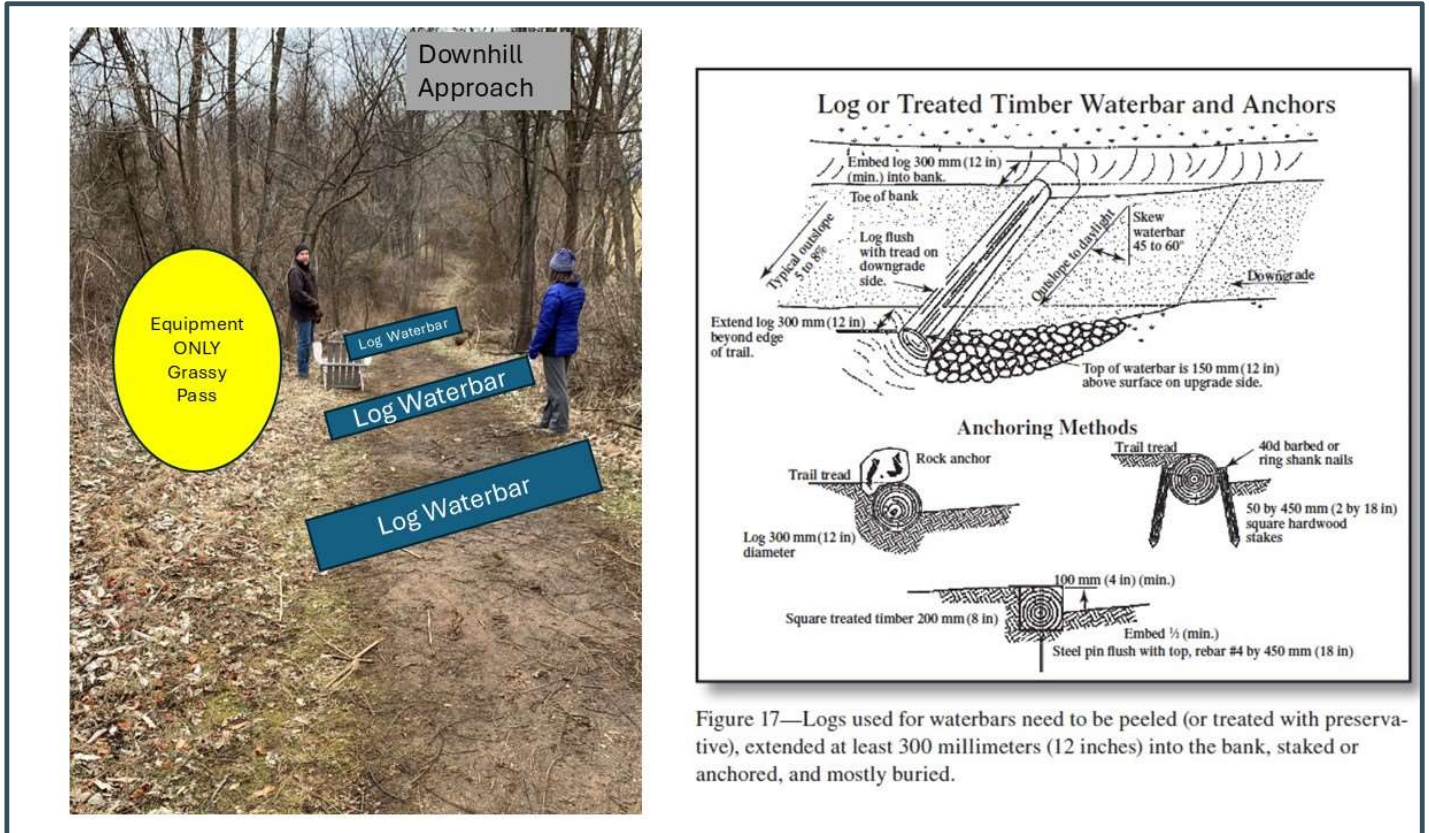 Downhill
Approach
Equipment
ONLY
Grassy
Pass
Log Waterbar
Log Waterbar
Log Waterbar
Log or Treated Timber Waterbar and Anchors
Embed log 300 mm (12 in)
(min.) into bank.
Toe of bank
Typical outslope
5 to 8%
Log flush
with tread on
downgrade
side.
Outslope to daylight
Skew
waterbar
45 to 60°
Downgrade
Extend log 300 mm (12 in)
beyond edge
of trail.
Top of waterbar is 150 mm (12 in)
above surface on upgrade side.
Anchoring Methods
Trail tread
Rock anchor
Log 300 mm (12 in)
diameter
Trail tread
40d barbed or
ring shank nails
50 by 450 mm (2 by 18 in)
square hardwood
stakes
100 mm (4 in) (min.)
Square treated timber 200 mm (8 in)
Embed ½ (min.)
Steel pin flush with top, rebar #4 by 450 mm (18 in)
Figure 17—Logs used for waterbars need to be peeled (or treated with preserva-
tive), extended at least 300 millimeters (12 inches) into the bank, staked or
anchored, and mostly buried.